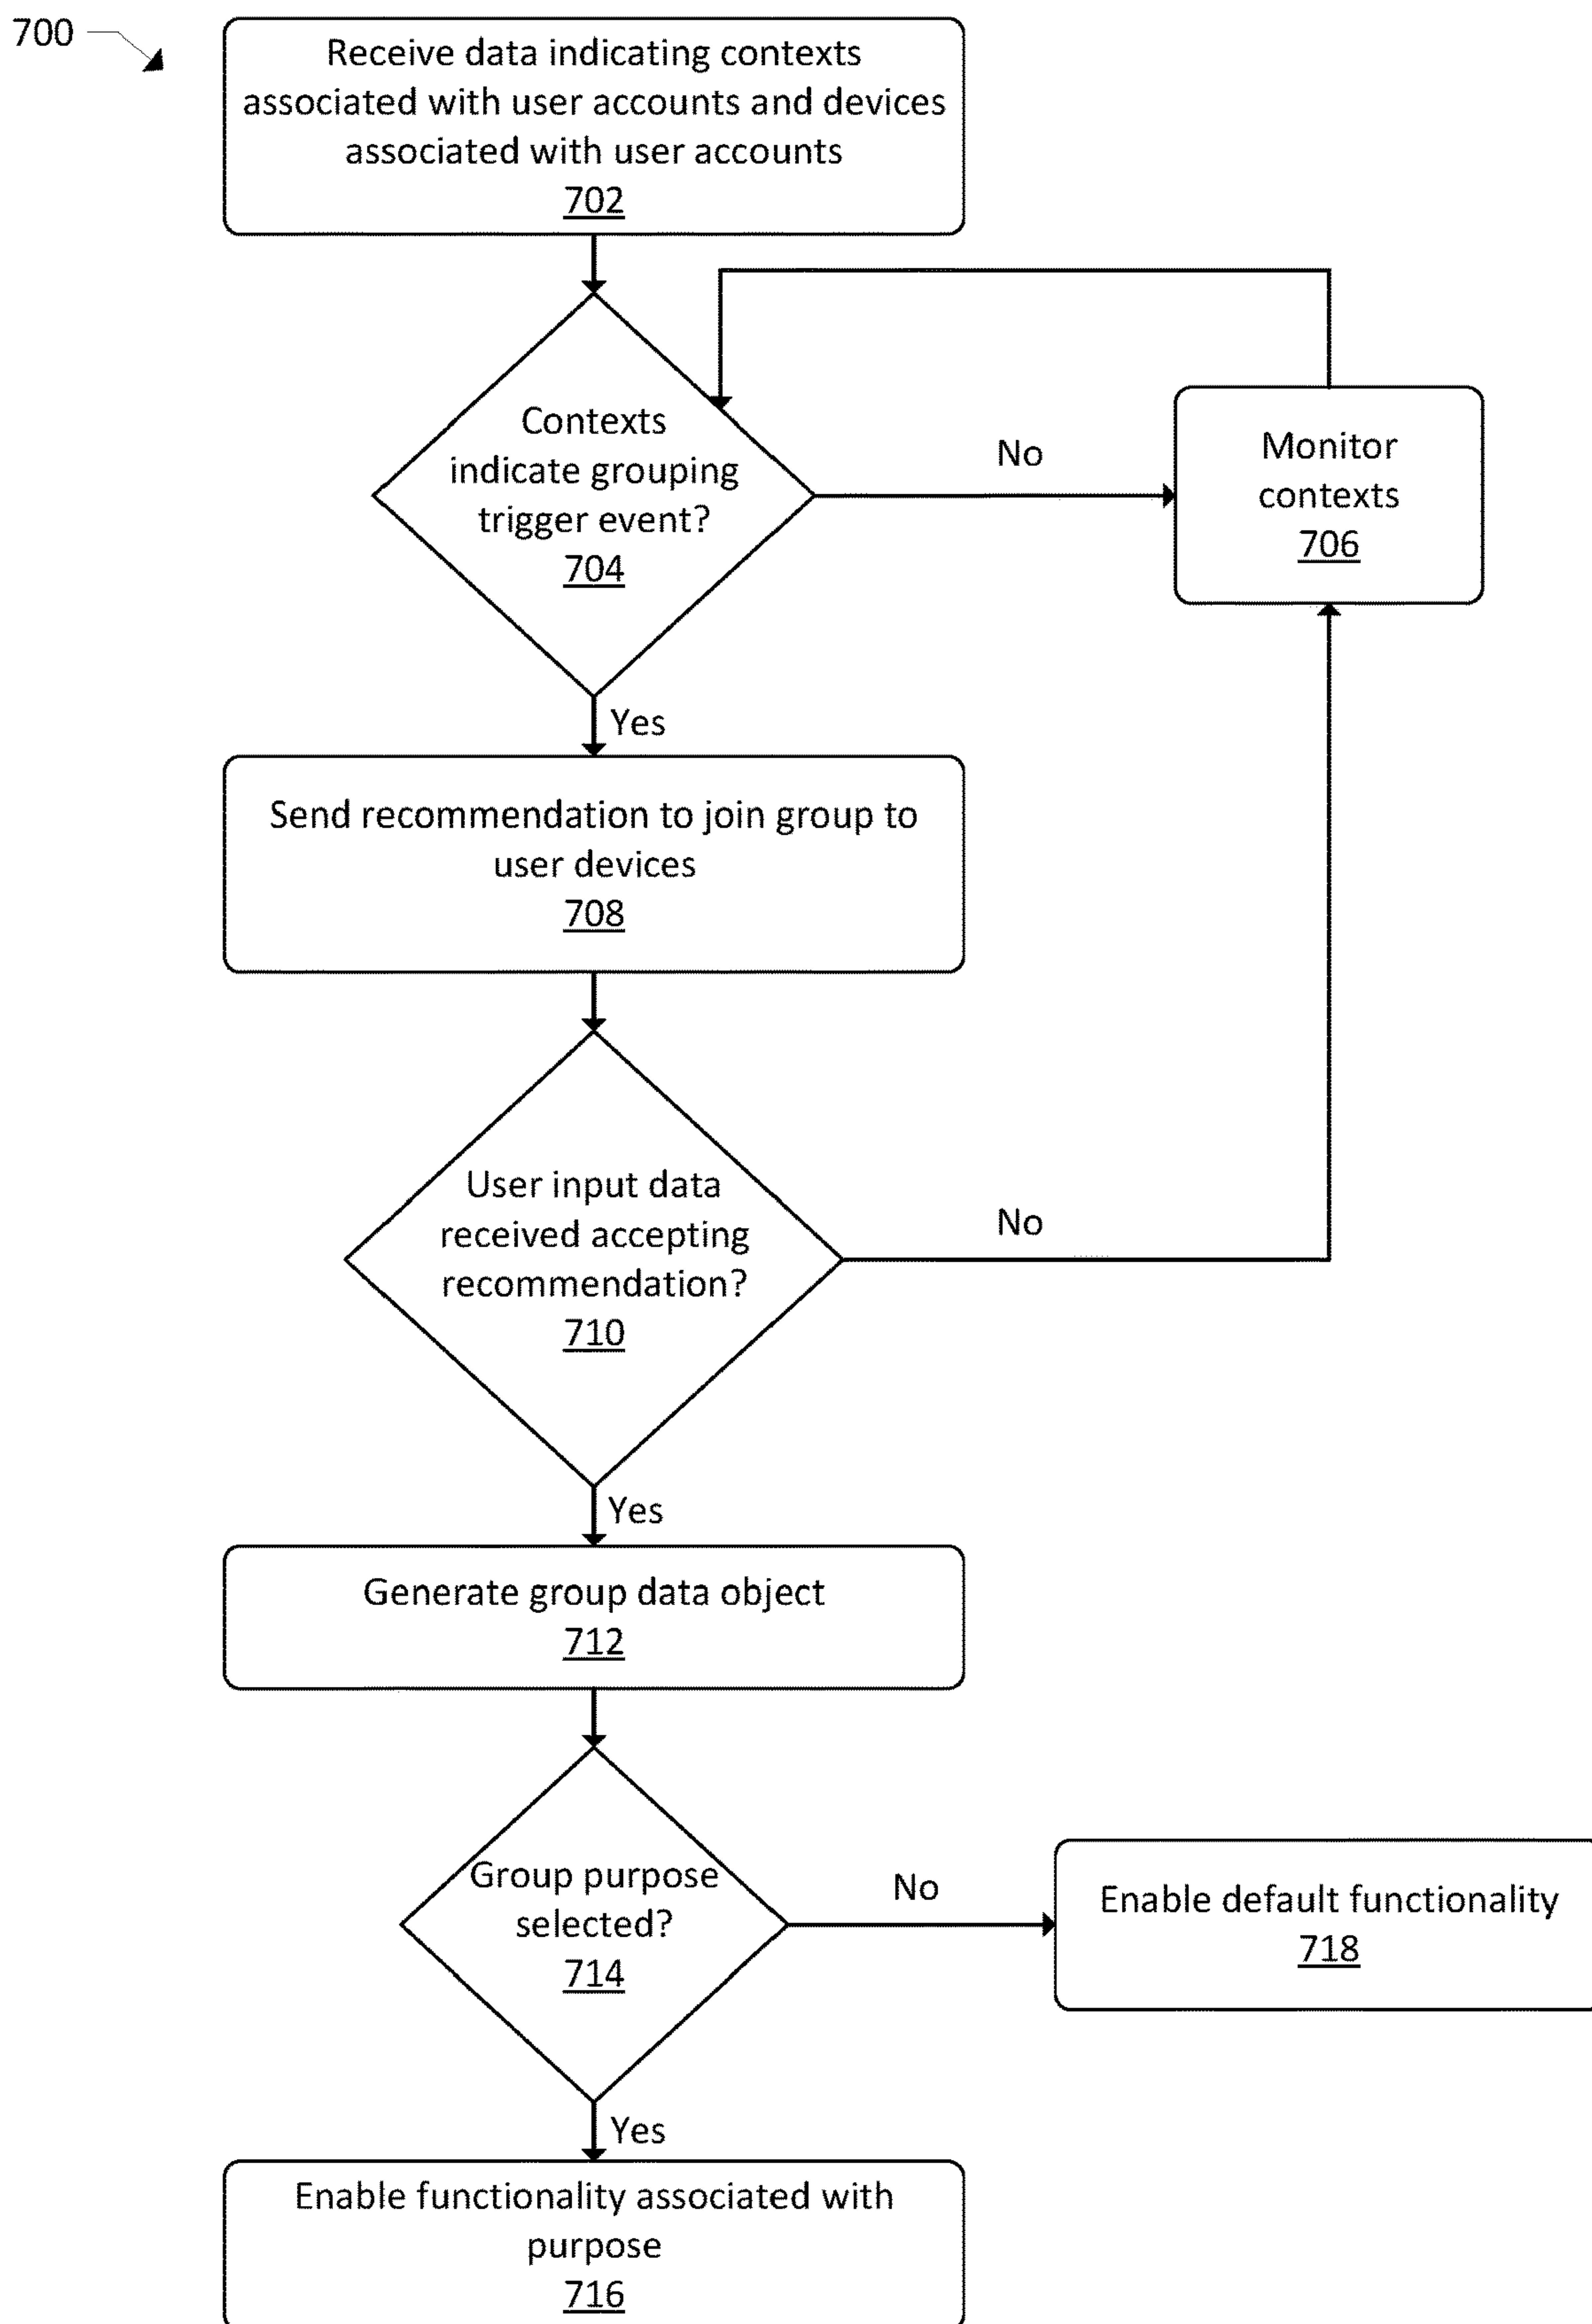 700
Receive data indicating contexts
associated with user accounts and devices
associated with user accounts
702
Contexts
indicate grouping
trigger event?
704
No
Monitor
contexts
706
Yes
Send recommendation to join group to
user devices
708
User input data
received accepting
recommendation?
710
No
Yes
Generate group data object
712
Group purpose
selected?
714
No
Enable default functionality
718
Yes
Enable functionality associated with
purpose
716